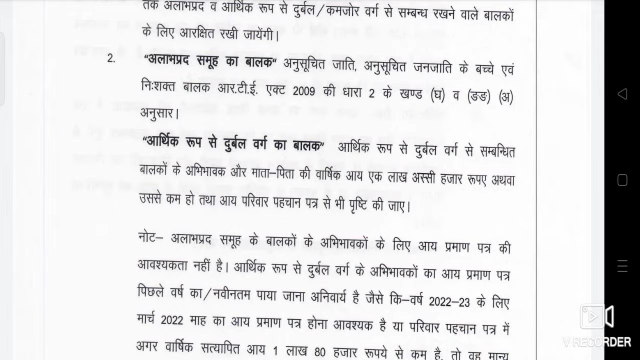 तक अलाभप्रद व आर्थिक रूप से दुर्बल/कमजोर वर्ग से सम्बन्ध रखने वाले बालकों
के लिए आरक्षित रखी जायेंगी।
2. "अलाभप्रद समूह का बालक" अनुसूचित जाति, अनुसूचित जनजाति के बच्चे एवं
निःशक्त बालक आर.टी.ई. एक्ट 2009 की धारा 2 के खण्ड (घ) व (ङङ) (अ)
अनुसार।
"आर्थिक रूप से दुर्बल वर्ग का बालक" आर्थिक रूप से दुर्बल वर्ग से सम्बन्धित
बालकों के अभिभावक और माता-पिता की वार्षिक आय एक लाख अस्सी हजार रूपए अथवा
उससे कम हो तथा आय परिवार पहचान पत्र से भी पृष्टि की जाए।
नोट- अलाभप्रद समूह के बालकों के अभिभावकों के लिए आय प्रमाण पत्र की
आवश्यकता नहीं है। आर्थिक रूप से दुर्बल वर्ग के अभिभावकों का आय प्रमाण पत्र
पिछले वर्ष का/नवीनतम पाया जाना अनिवार्य है जैसे कि-वर्ष 2022-23 के लिए
मार्च 2022 माह का आय प्रमाण पत्र होना आवश्यक है या परिवार पहचान पत्र में
अगर वार्षिक सत्यापित आय 1 लाख 80 हजार रूपये से कम है, तो वह मान्य
V RECORDER